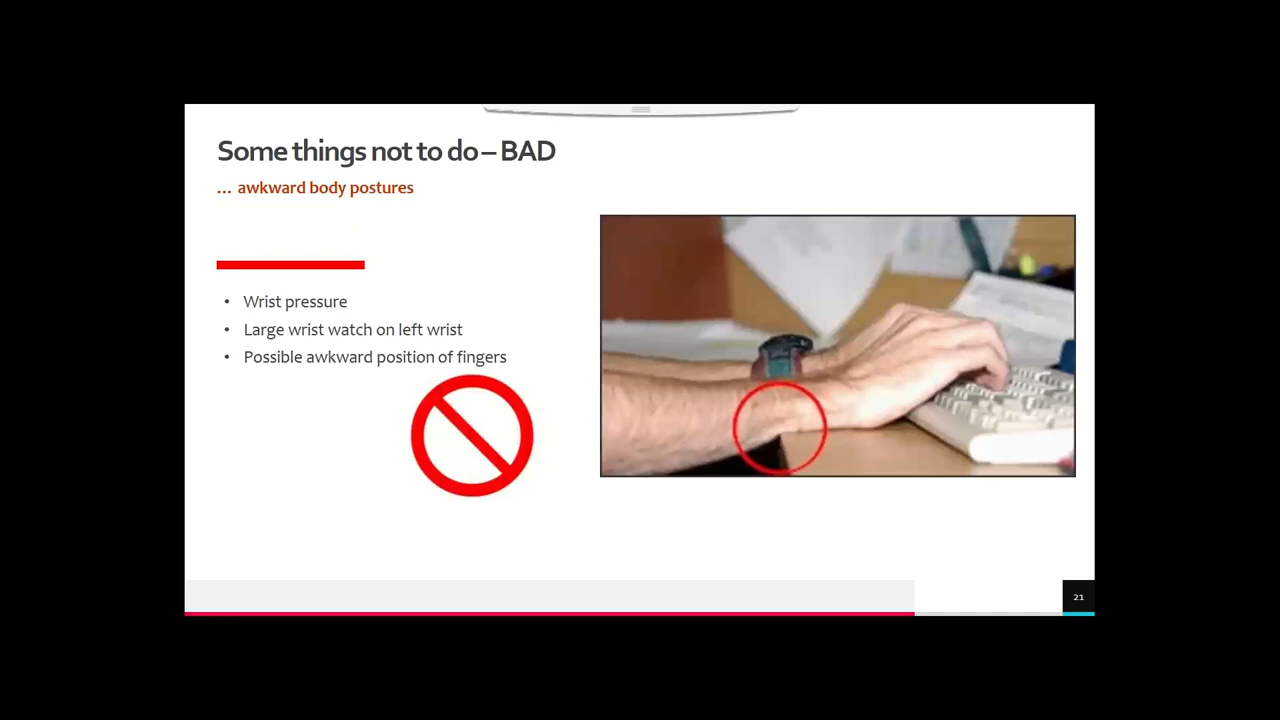 Some things not to do – BAD
... awkward body postures
• Wrist pressure
• Large wrist watch on left wrist
• Possible awkward position of fingers
21